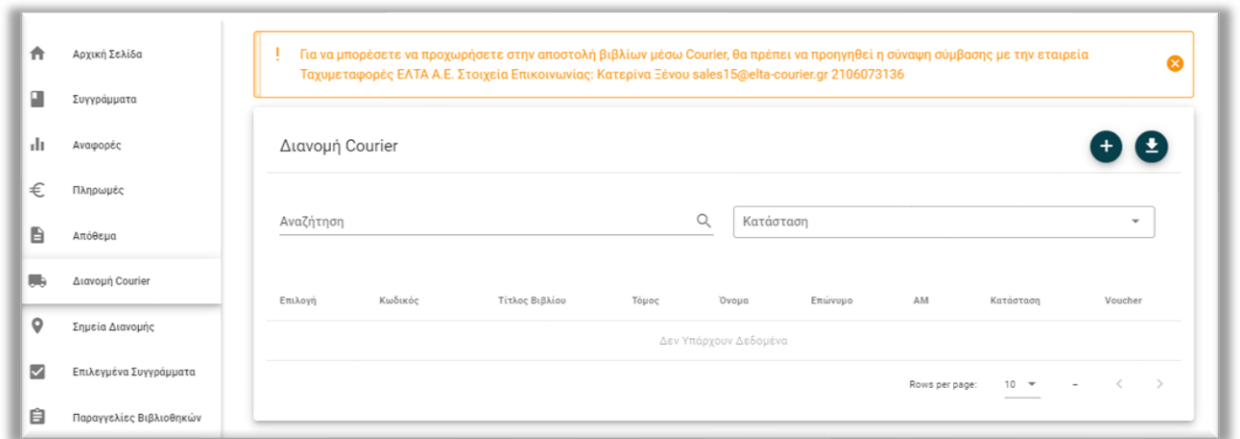 Αρχική Σελίδα
Συγγράμματα
Αναφορές
Πληρωμές
Απόθεμα
Διανομή Courier
Σημεία Διανομής
Επιλεγμένα Συγγράμματα
Παραγγελίες Βιβλιοθηκών
! Για να μπορέσετε να προχωρήσετε στην αποστολή βιβλίων μέσω Courier, θα πρέπει να προηγηθεί η σύναψη σύμβασης με την εταιρεία
Ταχυμεταφορές ΕΛΤΑ Α.Ε. Στοιχεία Επικοινωνίας: Κατερίνα Ξένου sales15@elta-courier.gr 2106073136
Διανομή Courier
Αναζήτηση
Κατάσταση
Επιλογή Κωδικός Τίτλος Βιβλίου Τόμος Όνομα Επώνυμο ΑΜ Κατάσταση Voucher
Δεν Υπάρχουν Δεδομένα
Rows per page: 10 –